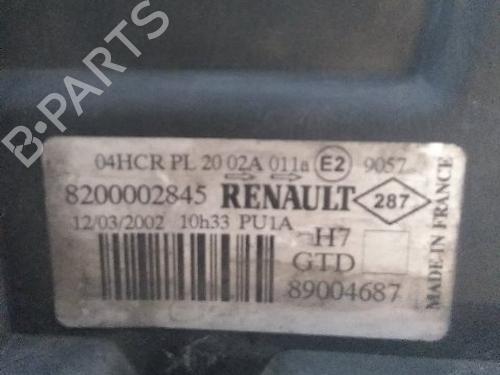 B-PARTS
04HCR PL 20 02A 011a E2 9057
8200002845 RENAULT 287
12/03/2002 10h33 PU1A
H7
GTD
89004687
MADE IN FRANCE